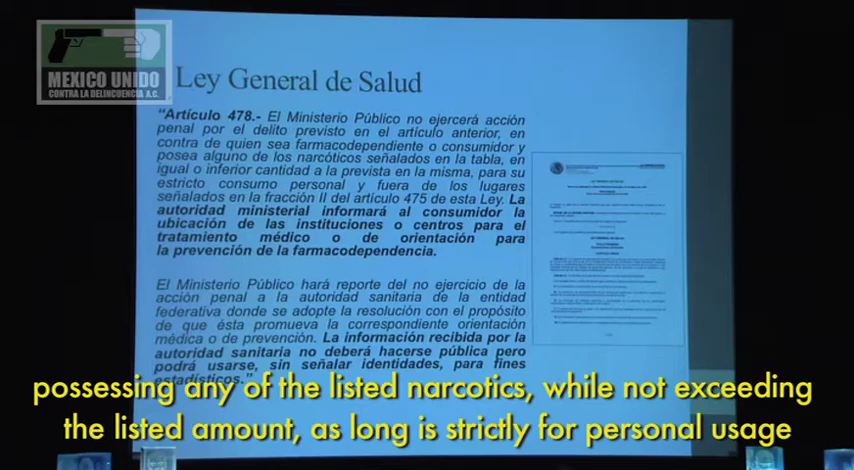 MEXICO UNIDO
CONTRA LA DELINCUENCIA A.C.
Ley General de Salud
“Artículo 478.- El Ministerio Público no ejercerá acción
penal por el delito previsto en el artículo anterior, en
contra de quien sea farmacodependiente o consumidor y
posea alguno de los narcóticos señalados en la tabla, en
igual o inferior cantidad a la prevista en la misma, para su
estricto consumo personal y fuera de los lugares
señalados en la fracción II del artículo 475 de esta Ley. La
autoridad ministerial informará al consumidor la
ubicación de las instituciones o centros para el
tratamiento médico o de orientación para
la prevención de la farmacodependencia.
El Ministerio Público hará reporte del no ejercicio de la
acción penal a la autoridad sanitaria de la entidad
federativa donde se adopte la resolución con el propósito
de que ésta promueva la correspondiente orientación
médica o de prevención. La información recibida por la
autoridad sanitaria no deberá hacerse pública pero
podrá usarse, sin señalar identidades, para fines
estadísticos.”
possessing any of the listed narcotics, while not exceeding
the listed amount, as long is strictly for personal usage